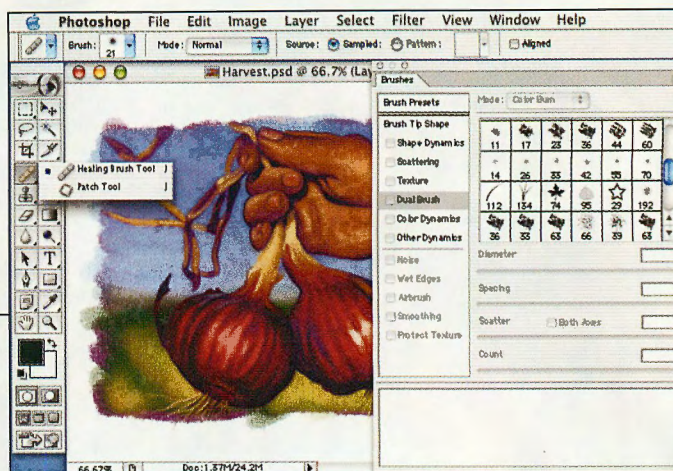 Photoshop File Edit Image Layer Select Filter View Window Help
Brush: 21 Mode: Normal Source: Sampled: Pattern: Aligned
Harvest.psd @ 66.7% (Lay
Healing Brush Tool J
Patch Tool J
Brushes
Brush Presets
Brush Tip Shape
Shape Dynamics
Scattering
Texture
Dual Brush
Color Dynamics
Other Dynamics
Noise
Wet Edges
Airbrush
Smoothing
Protect Texture
Mode: Color Burn
11 17 23 36 44 60
14 26 33 42 55 70
112 134 74 95 29 192
36 33 63 66 39 63
Diameter
Spacing
Scatter Both Axes
Count
T
66.67% Doc: 1.37M/24.2M